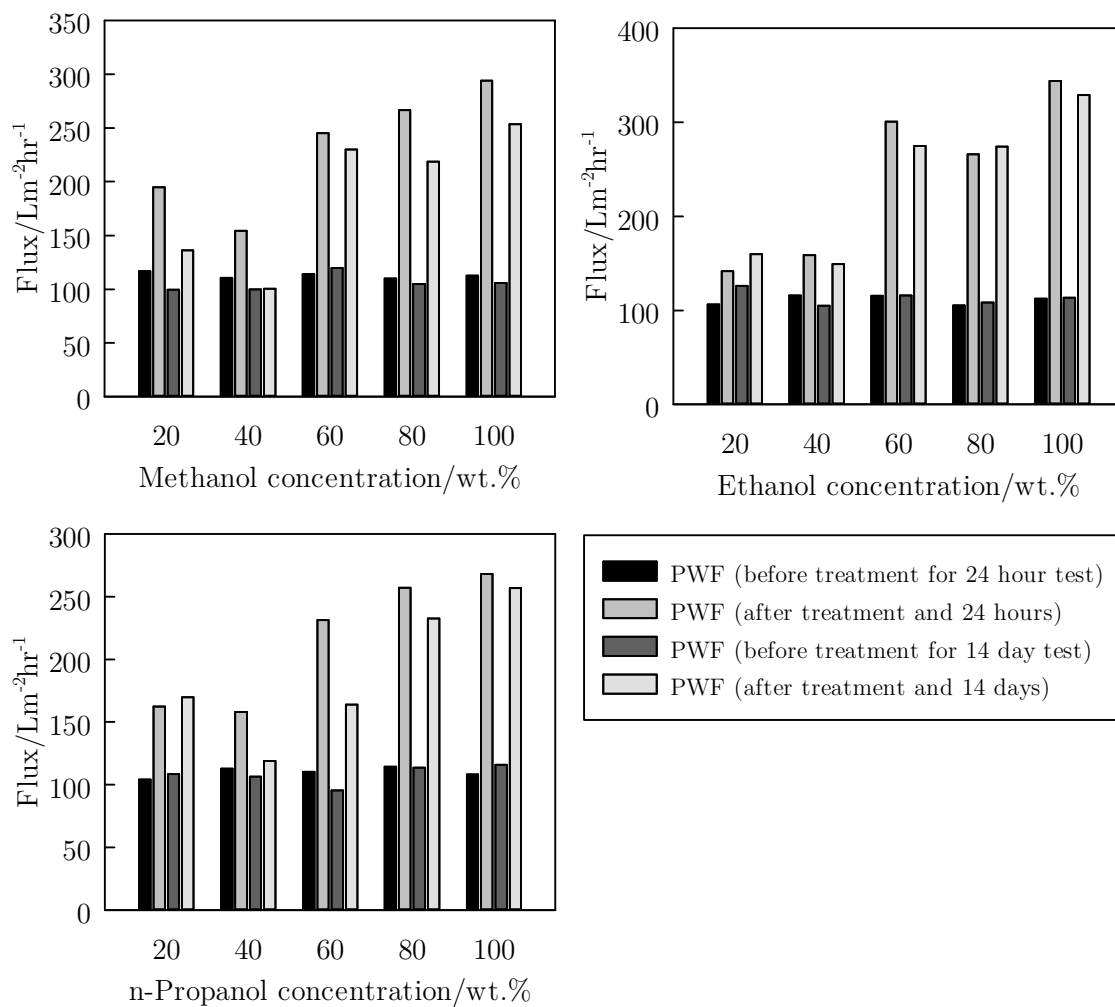 350
300
250
200
150
100
50
0
Flux/Lm-2hr-1
20 40 60 80 100
Methanol concentration/wt.%
400
300
200
100
0
Flux/Lm-2hr-1
20 40 60 80 100
Ethanol concentration/wt.%
300
250
200
150
100
50
0
Flux/Lm-2hr-1
20 40 60 80 100
n-Propanol concentration/wt.%
PWF (before treatment for 24 hour test)
PWF (after treatment and 24 hours)
PWF (before treatment for 14 day test)
PWF (after treatment and 14 days)